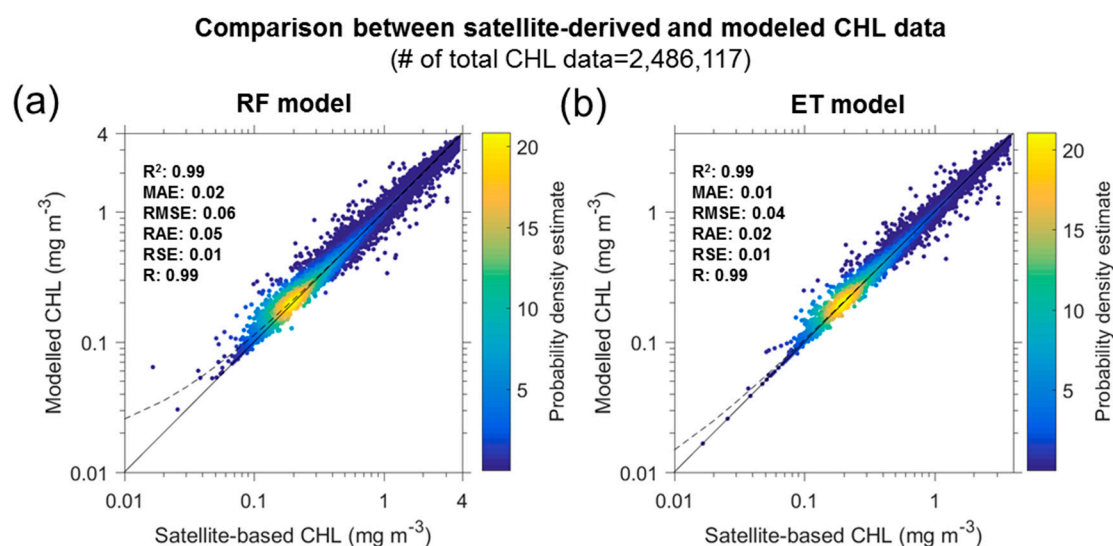 Comparison between satellite-derived and modeled CHL data
(# of total CHL data=2,486,117)
(a)
RF model
4
1
0.1
0.01
Modelled CHL (mg m⁻³)
R²: 0.99
MAE: 0.02
RMSE: 0.06
RAE: 0.05
RSE: 0.01
R: 0.99
0.01
0.1
1
4
Satellite-based CHL (mg m⁻³)
20
15
10
5
Probability density estimate
(b)
ET model
4
1
0.1
0.01
Modelled CHL (mg m⁻³)
R²: 0.99
MAE: 0.01
RMSE: 0.04
RAE: 0.02
RSE: 0.01
R: 0.99
0.01
0.1
1
Satellite-based CHL (mg m⁻³)
20
15
10
5
Probability density estimate